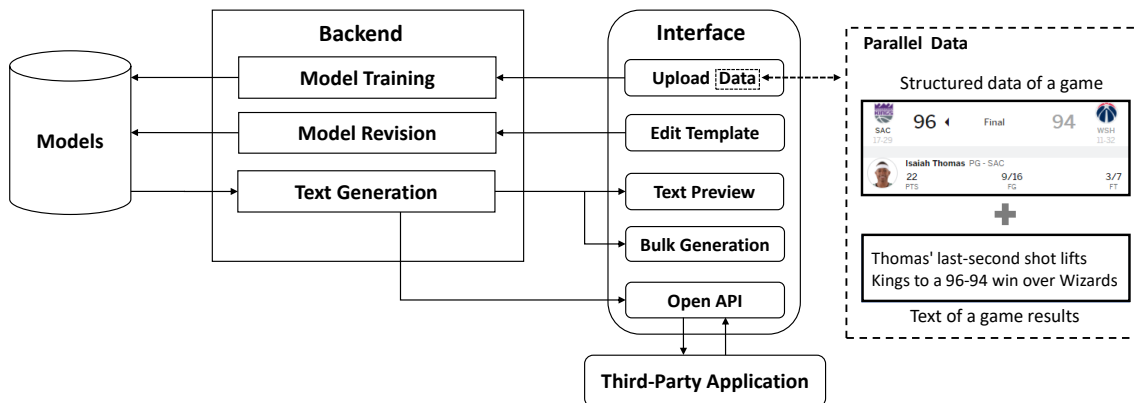 Backend
Interface
Parallel Data
Model Training
Upload Data
Structured data of a game
Models
Model Revision
Edit Template
KINGS
SAC
17-29
96
Final
94
WSH
11-32
Text Generation
Text Preview
Isaiah Thomas PG - SAC
22 9/16 3/7
PTS FG FT
Bulk Generation
Thomas' last-second shot lifts
Kings to a 96-94 win over Wizards
Open API
Text of a game results
Third-Party Application